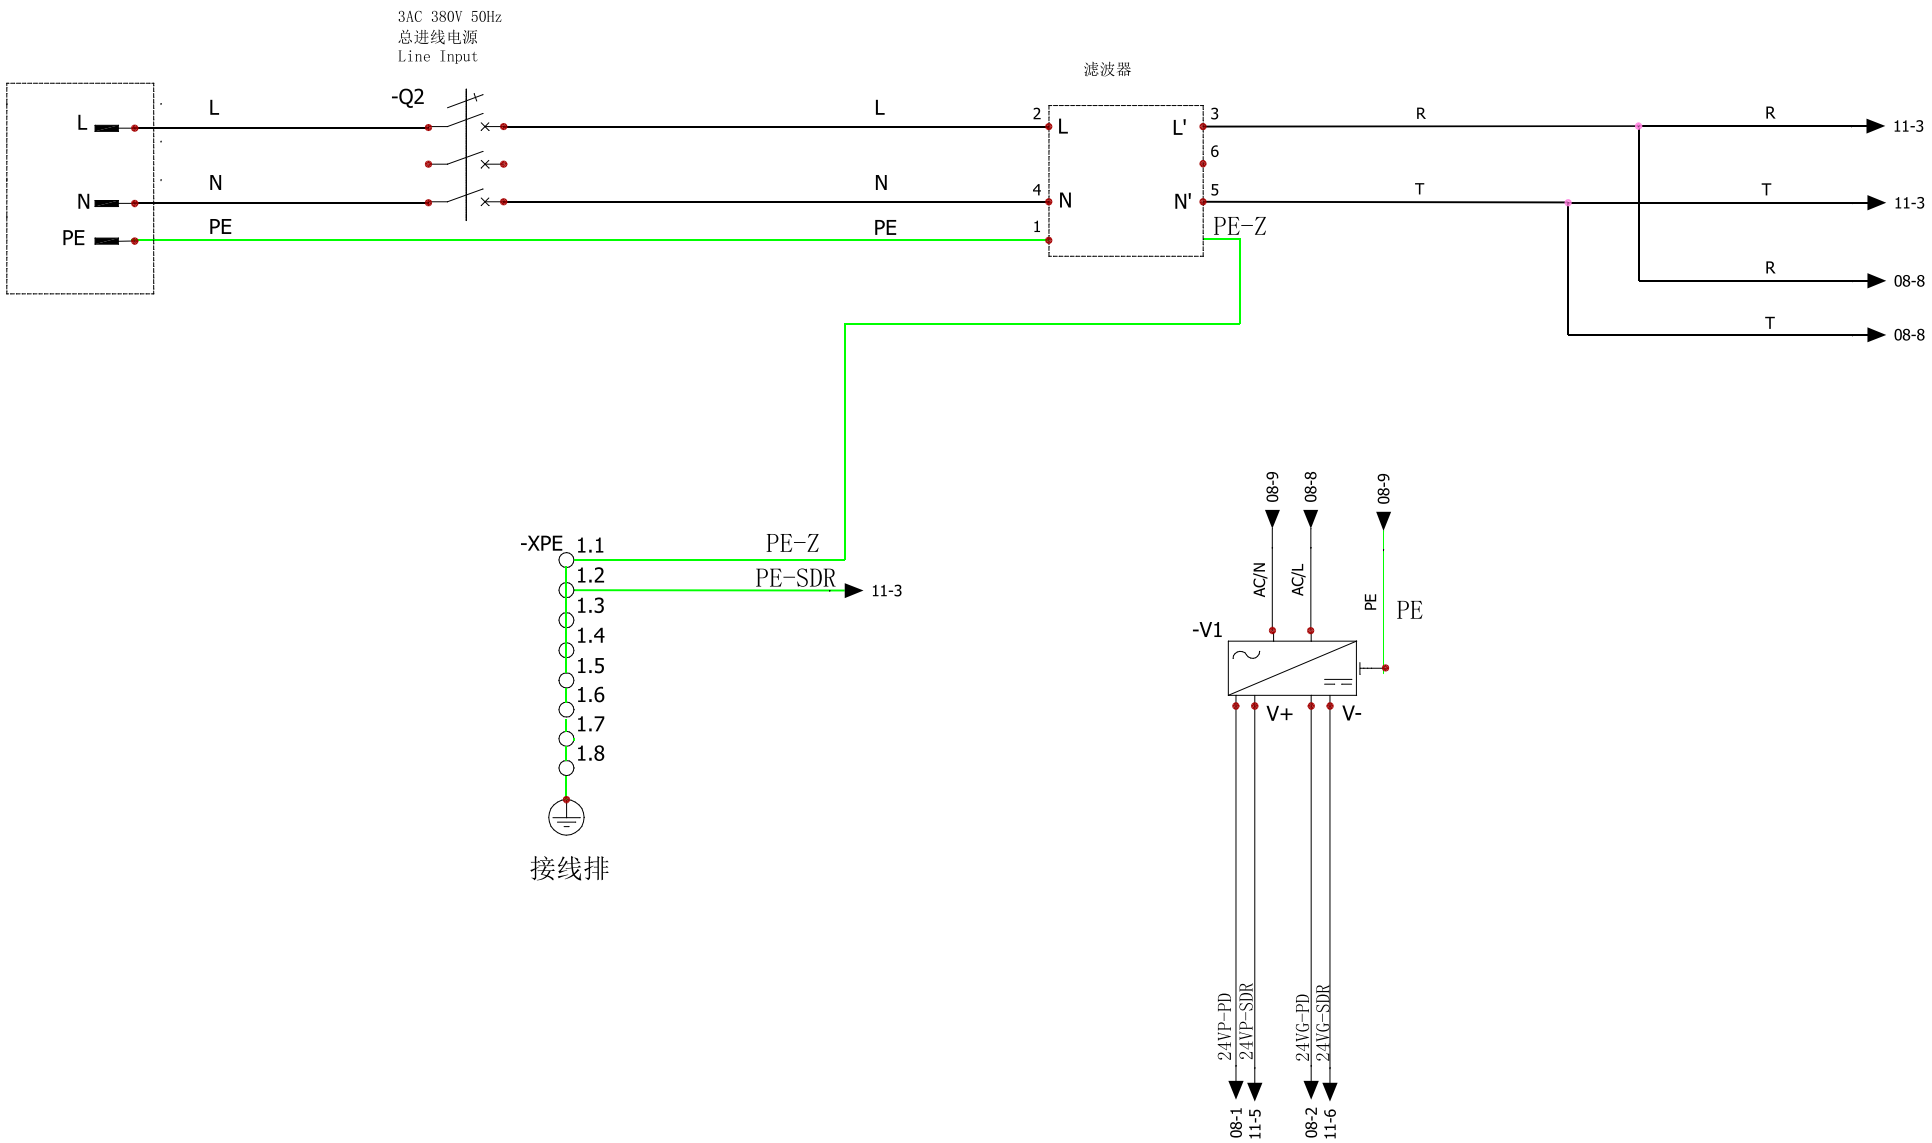 3AC 380V 50Hz
总进线电源
Line Input
滤波器
-Q2
L
L
L
2
L
L'
3
R
R
11-3
6
N
N
N
4
N
N'
5
T
T
11-3
PE
PE
PE
1
PE-Z
R
08-8
T
08-8
-XPE
1.1
PE-Z
1.2
PE-SDR
11-3
1.3
1.4
1.5
1.6
1.7
1.8
接线排
08-9
08-8
08-9
AC/N
AC/L
PE
PE
-V1
V+
V-
24VP-PD
24VP-SDR
24VG-PD
24VG-SDR
08-1
11-5
08-2
11-6